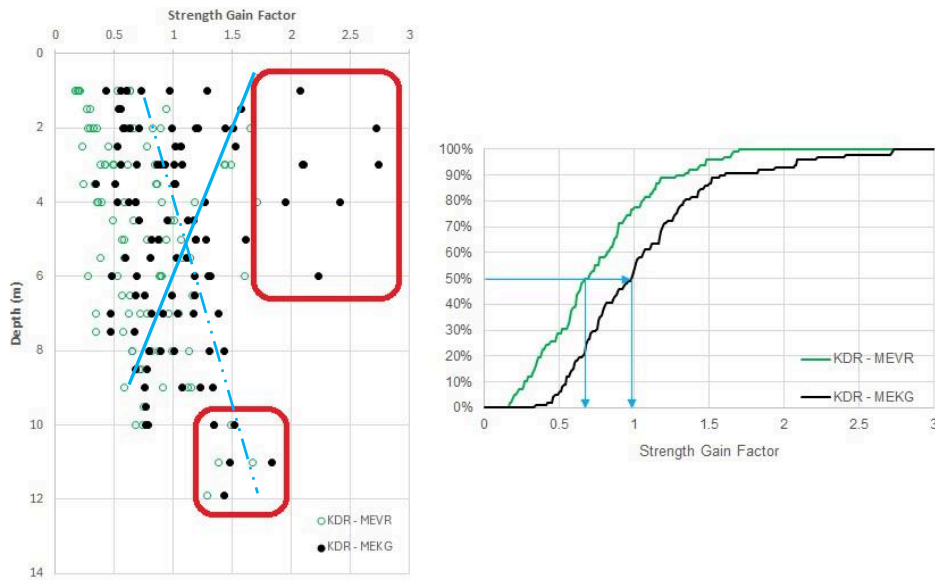 Strength Gain Factor
0 0.5 1 1.5 2 2.5 3
0
2
4
6
8
10
12
14
Depth (m)
KDR - MEVR
KDR - MEKG
100%
90%
80%
70%
60%
50%
40%
30%
20%
10%
0%
KDR - MEVR
KDR - MEKG
0 0.5 1 1.5 2 2.5 3
Strength Gain Factor